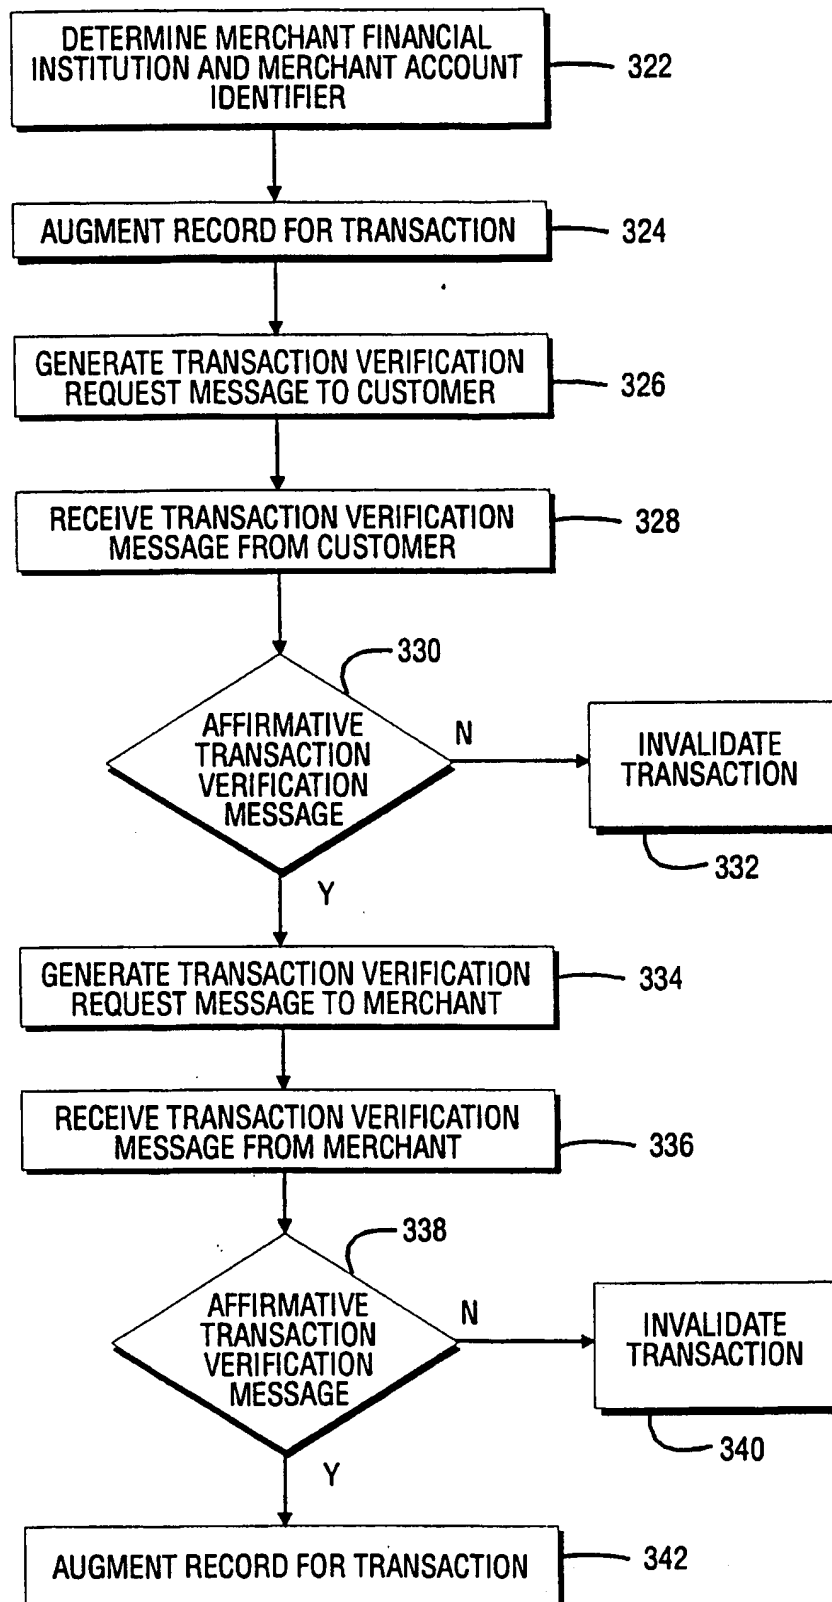 DETERMINE MERCHANT FINANCIAL
INSTITUTION AND MERCHANT ACCOUNT
IDENTIFIER
322
AUGMENT RECORD FOR TRANSACTION
324
GENERATE TRANSACTION VERIFICATION
REQUEST MESSAGE TO CUSTOMER
326
RECEIVE TRANSACTION VERIFICATION
MESSAGE FROM CUSTOMER
328
330
AFFIRMATIVE
TRANSACTION
VERIFICATION
MESSAGE
N
INVALIDATE
TRANSACTION
332
Y
GENERATE TRANSACTION VERIFICATION
REQUEST MESSAGE TO MERCHANT
334
RECEIVE TRANSACTION VERIFICATION
MESSAGE FROM MERCHANT
336
338
AFFIRMATIVE
TRANSACTION
VERIFICATION
MESSAGE
N
INVALIDATE
TRANSACTION
340
Y
AUGMENT RECORD FOR TRANSACTION
342